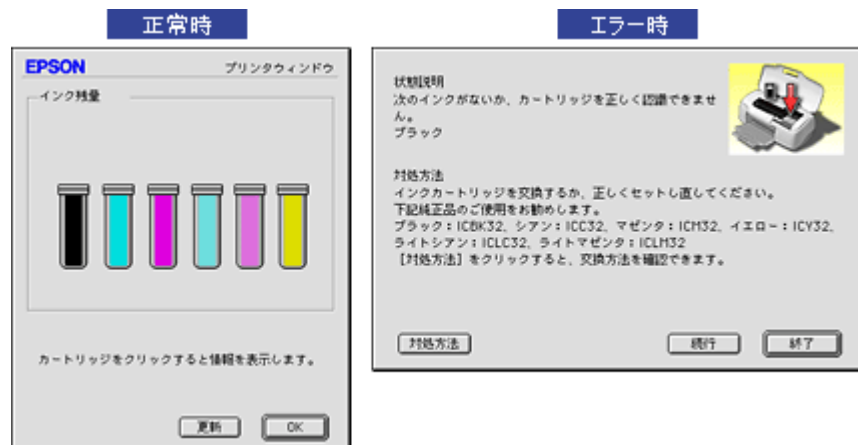 正常時
EPSON
プリンタウィンドウ
インク残量
カートリッジをクリックすると情報を表示します。
更新
OK
エラー時
状態説明
次のインクがないか、カートリッジを正しく認識できませ
ん。
ブラック
対処方法
インクカートリッジを交換するか、正しくセットし直してください。
下記純正品のご使用をお勧めします。
ブラック：ICBK32、シアン：ICC32、マゼンタ：ICM32、イエロー：ICY32、
ライトシアン：ICLC32、ライトマゼンタ：ICLM32
［対処方法］をクリックすると、交換方法を確認できます。
対処方法
続行
終了